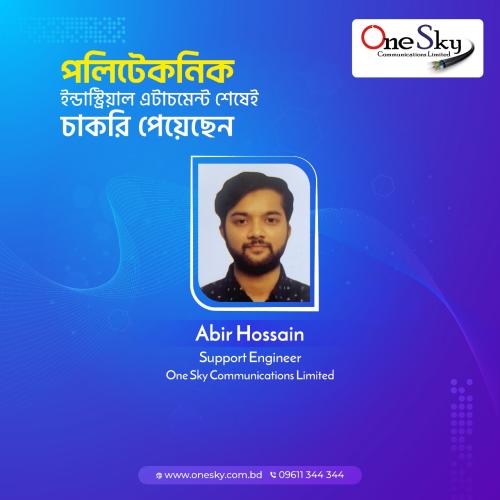 One Sky
Communications Limited
পলিটেকনিক
ইন্ডাস্ট্রিয়াল এটাচমেন্ট শেষেই
চাকরি পেয়েছেন
Abir Hossain
Support Engineer
One Sky Communications Limited
www.onesky.com.bd 09611 344 344